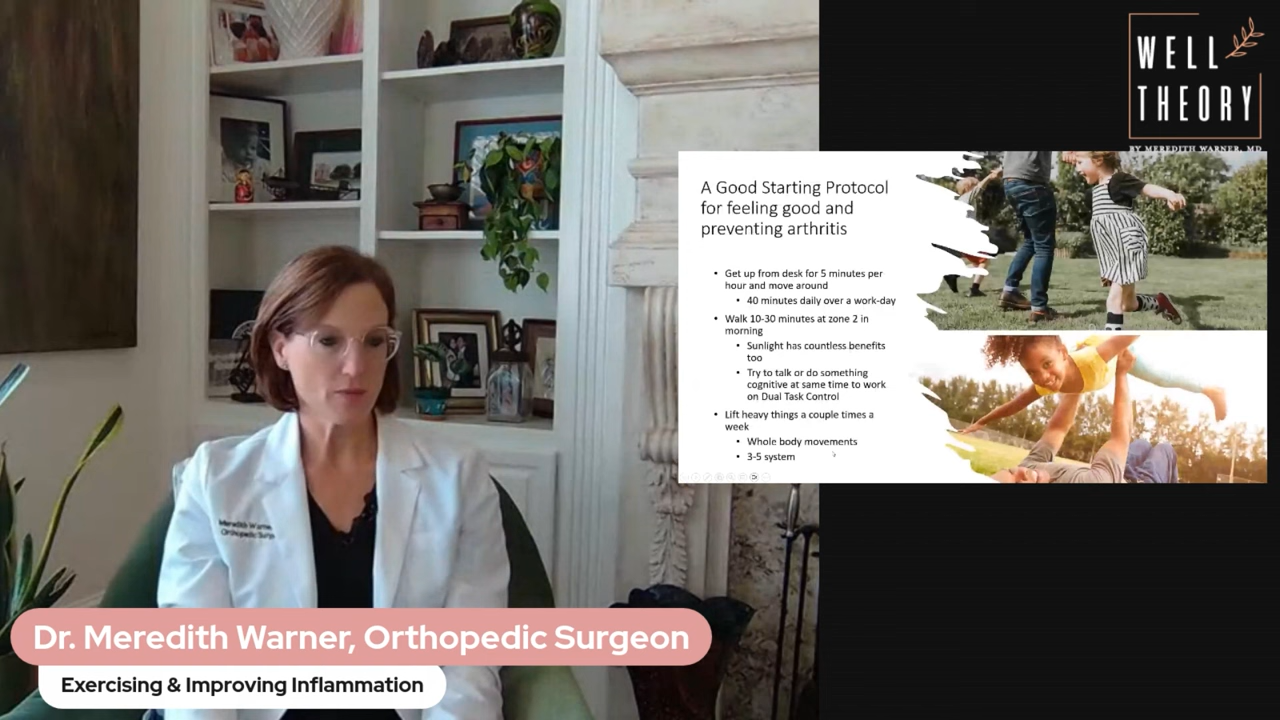 WELL
THEORY
BY MEREDITH WARNER, MD
A Good Starting Protocol
for feeling good and
preventing arthritis
• Get up from desk for 5 minutes per
hour and move around
• 40 minutes daily over a work-day
• Walk 10-30 minutes at zone 2 in
morning
• Sunlight has countless benefits
too
• Try to talk or do something
cognitive at same time to work
on Dual Task Control
• Lift heavy things a couple times a
week
• Whole body movements
• 3-5 system
Meredith Warne
Orthopedic Surge
Dr. Meredith Warner, Orthopedic Surgeon
Exercising & Improving Inflammation